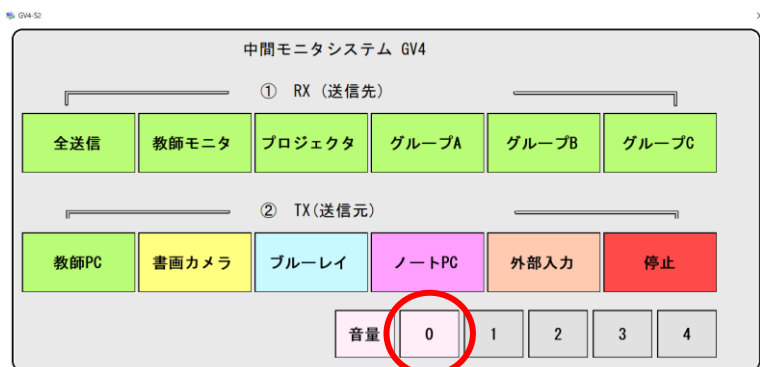 GV4-S2
中間モニタシステム GV4
① RX (送信先)
全送信 教師モニタ プロジェクタ グループA グループB グループC
② TX(送信元)
教師PC 書画カメラ ブルーレイ ノートPC 外部入力 停止
音量 0 1 2 3 4